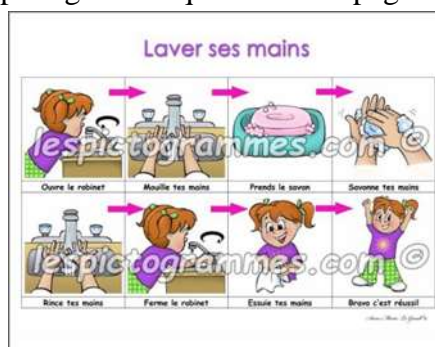 Laver ses mains
lespictogrammes.com ©
Ouvre le robinet Mouille tes mains Prends le savon Savonne tes mains
lespictogrammes.com ©
Rince tes mains Ferme le robinet Essuie tes mains Bravo c'est réussi!